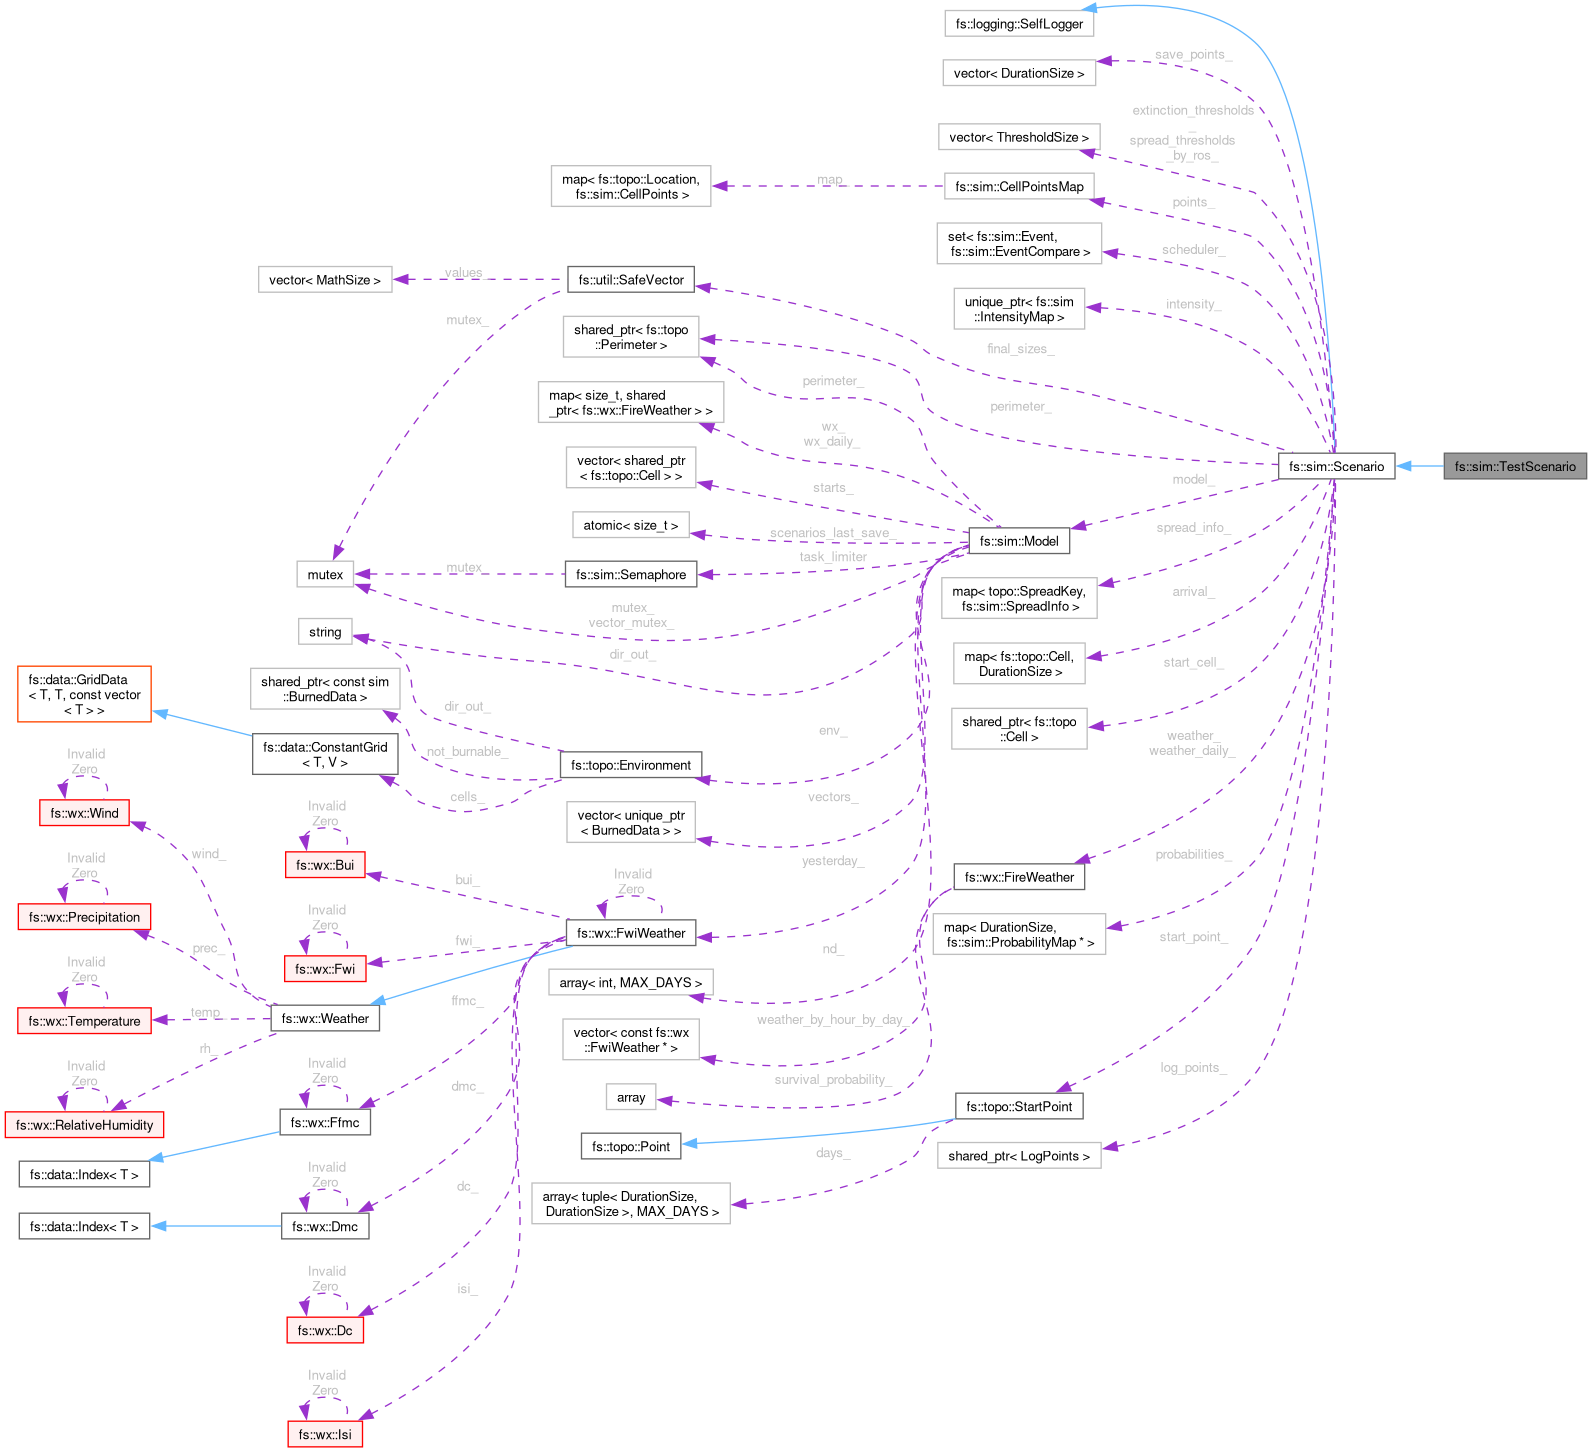 fs::logging::SelfLogger
save_points_
vector< DurationSize >
extinction_thresholds
_
spread_thresholds
_by_ros_
vector< ThresholdSize >
map< fs::topo::Location,
fs::sim::CellPoints >
map_
fs::sim::CellPointsMap
points_
set< fs::sim::Event,
fs::sim::EventCompare >
scheduler_
vector< MathSize >
values_
fs::util::SafeVector
unique_ptr< fs::sim
::IntensityMap >
intensity_
mutex_
shared_ptr< fs::topo
::Perimeter >
final_sizes_
perimeter_
map< size_t, shared
_ptr< fs::wx::FireWeather > >
perimeter_
wx_
wx_daily_
vector< shared_ptr
< fs::topo::Cell > >
fs::sim::Scenario
fs::sim::TestScenario
starts_
model_
atomic< size_t >
scenarios_last_save_
fs::sim::Model
spread_info_
mutex
mutex_
fs::sim::Semaphore
task_limiter
map< topo::SpreadKey,
fs::sim::SpreadInfo >
arrival_
mutex_
vector_mutex_
string
dir_out_
map< fs::topo::Cell,
DurationSize >
start_cell_
fs::data::GridData
< T, T, const vector
< T > >
shared_ptr< const sim
::BurnedData >
dir_out_
shared_ptr< fs::topo
::Cell >
weather_
weather_daily_
fs::data::ConstantGrid
< T, V >
not_burnable_
fs::topo::Environment
env_
Invalid
Zero
fs::wx::Wind
cells_
vectors_
vector< unique_ptr
< BurnedData > >
Invalid
Zero
fs::wx::Bui
wind_
bui_
yesterday_
fs::wx::FireWeather
probabilities_
Invalid
Zero
fs::wx::Precipitation
Invalid
Zero
fs::wx::FwiWeather
map< DurationSize,
fs::sim::ProbabilityMap * >
start_point_
Invalid
Zero
fs::wx::Fwi
prec_
fwi_
nd_
array< int, MAX_DAYS >
Invalid
Zero
fs::wx::Temperature
temp_
fs::wx::Weather
ffmc_
weather_by_hour_by_day_
vector< const fs::wx
::FwiWeather * >
rh_
Invalid
Zero
fs::wx::RelativeHumidity
Invalid
Zero
fs::wx::Ffmc
dmc_
survival_probability_
array
log_points_
fs::topo::StartPoint
fs::topo::Point
shared_ptr< LogPoints >
days_
fs::data::Index< T >
Invalid
Zero
fs::wx::Dmc
dc_
array< tuple< DurationSize,
DurationSize >, MAX_DAYS >
fs::data::Index< T >
Invalid
Zero
fs::wx::Dc
isi_
Invalid
Zero
fs::wx::Isi